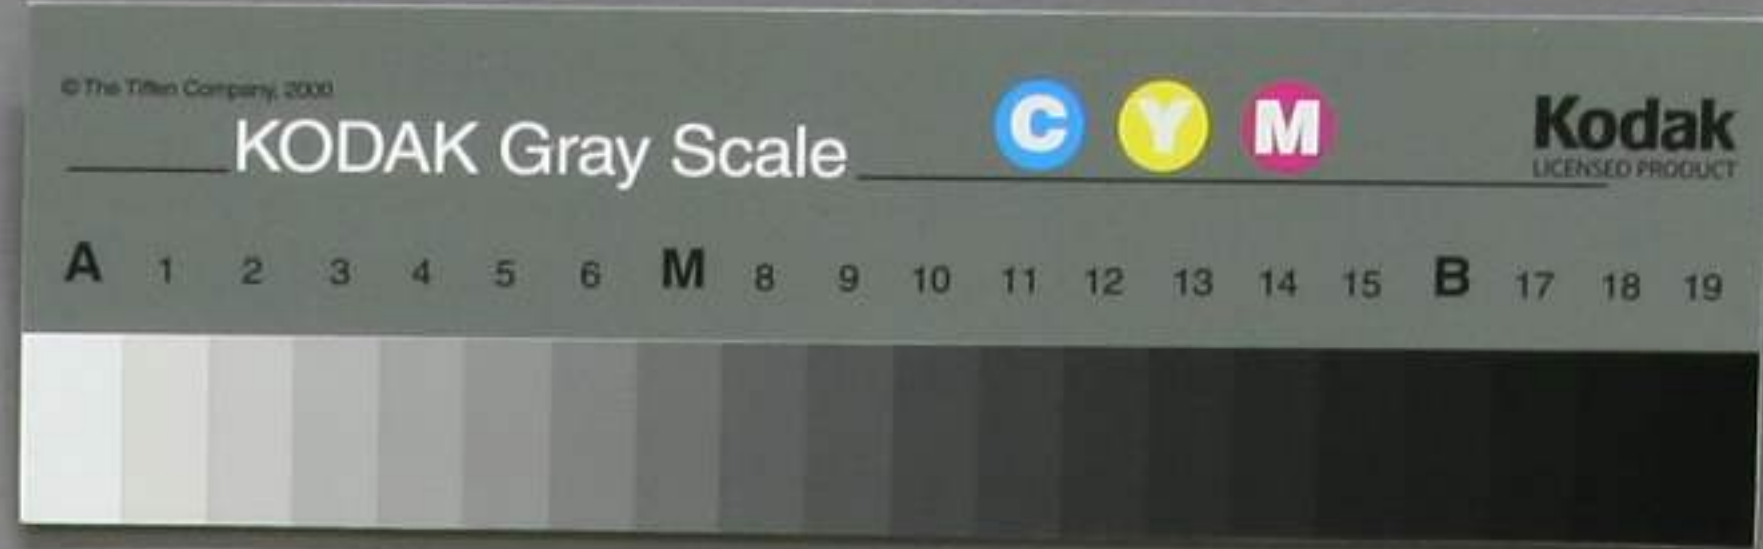 © The Tiffen Company, 2000
KODAK Gray Scale
C Y M
Kodak
LICENSED PRODUCT
A 1 2 3 4 5 6 M 8 9 10 11 12 13 14 15 B 17 18 19